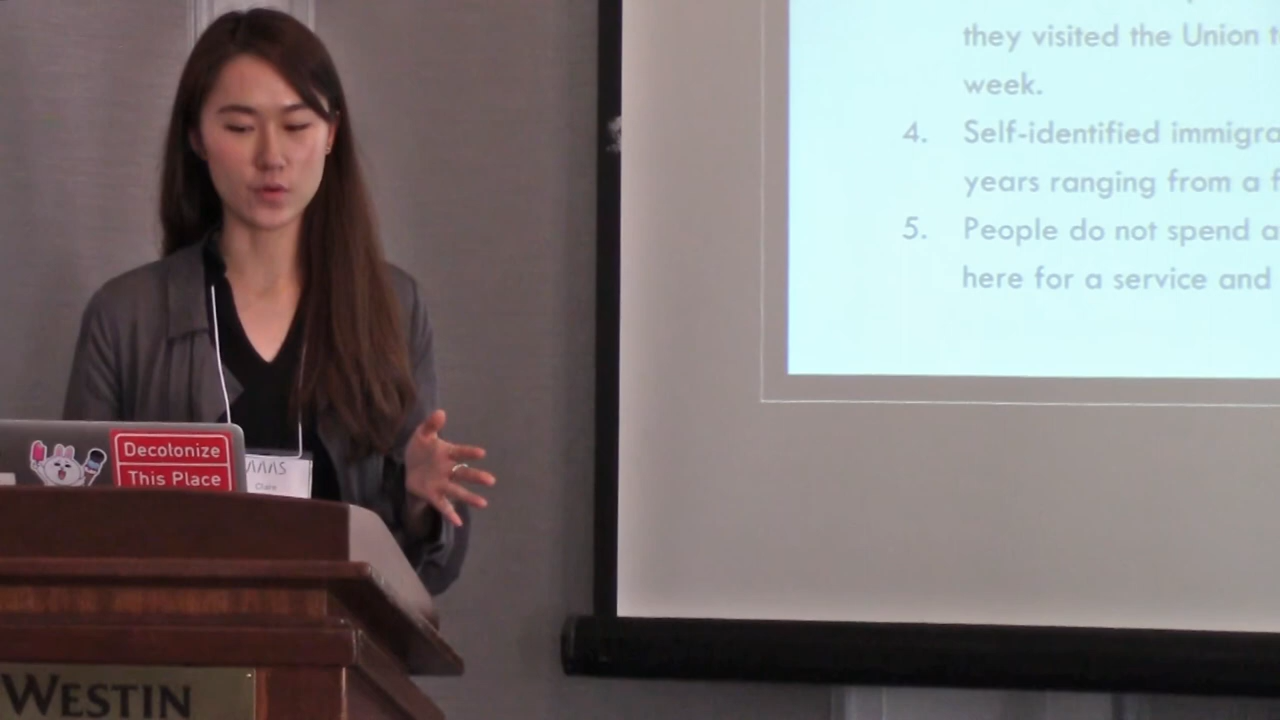 they visited the Union
week.
4. Self-identified
years ranging from a
5. People do not spend
here for a service and
Decolonize
This Place
Claire
WESTIN